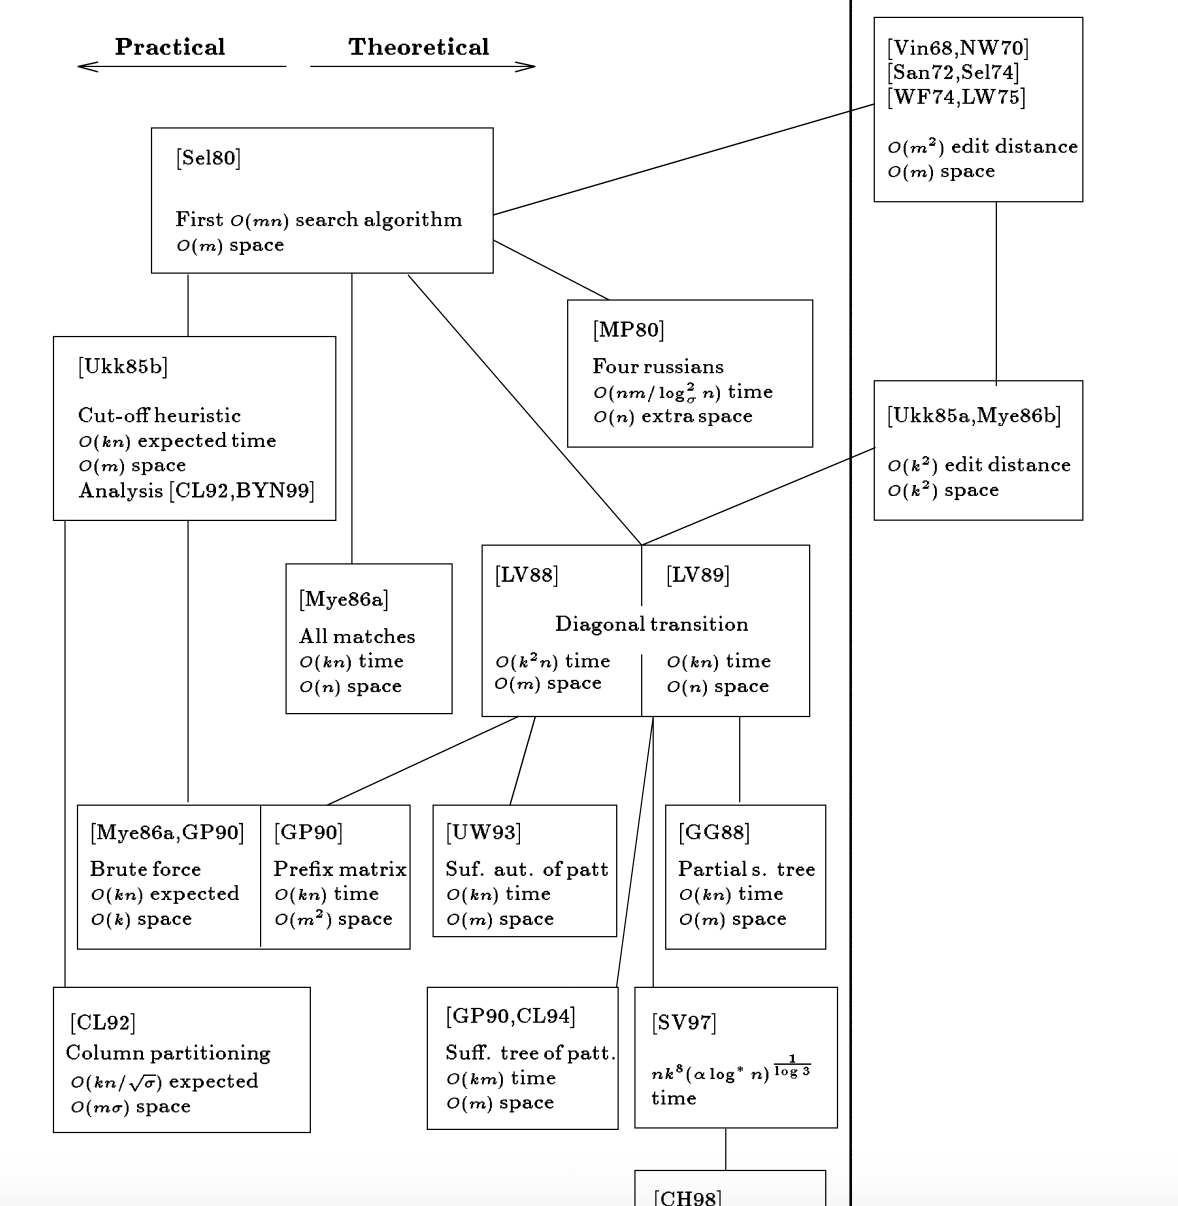 Practical Theoretical
[Vin68,NW70]
[San72,Sel74]
[WF74,LW75]
O(m²) edit distance
O(m) space
[Sel80]
First O(mn) search algorithm
O(m) space
[MP80]
Four russians
O(nm/ log²_σ n) time
O(n) extra space
[Ukk85b]
Cut-off heuristic
O(kn) expected time
O(m) space
Analysis [CL92,BYN99]
[Ukk85a,Mye86b]
O(k²) edit distance
O(k²) space
[Mye86a]
All matches
O(kn) time
O(n) space
[LV88] [LV89]
Diagonal transition
O(k²n) time O(kn) time
O(m) space O(n) space
[Mye86a,GP90]
Brute force
O(kn) expected
O(k) space
[GP90]
Prefix matrix
O(kn) time
O(m²) space
[UW93]
Suf. aut. of patt
O(kn) time
O(m) space
[GG88]
Partial s. tree
O(kn) time
O(m) space
[CL92]
Column partitioning
O(kn/√σ) expected
O(mσ) space
[GP90,CL94]
Suff. tree of patt.
O(km) time
O(m) space
[SV97]
nk⁸(α log* n)^(1/log 3)
time
[CH98]